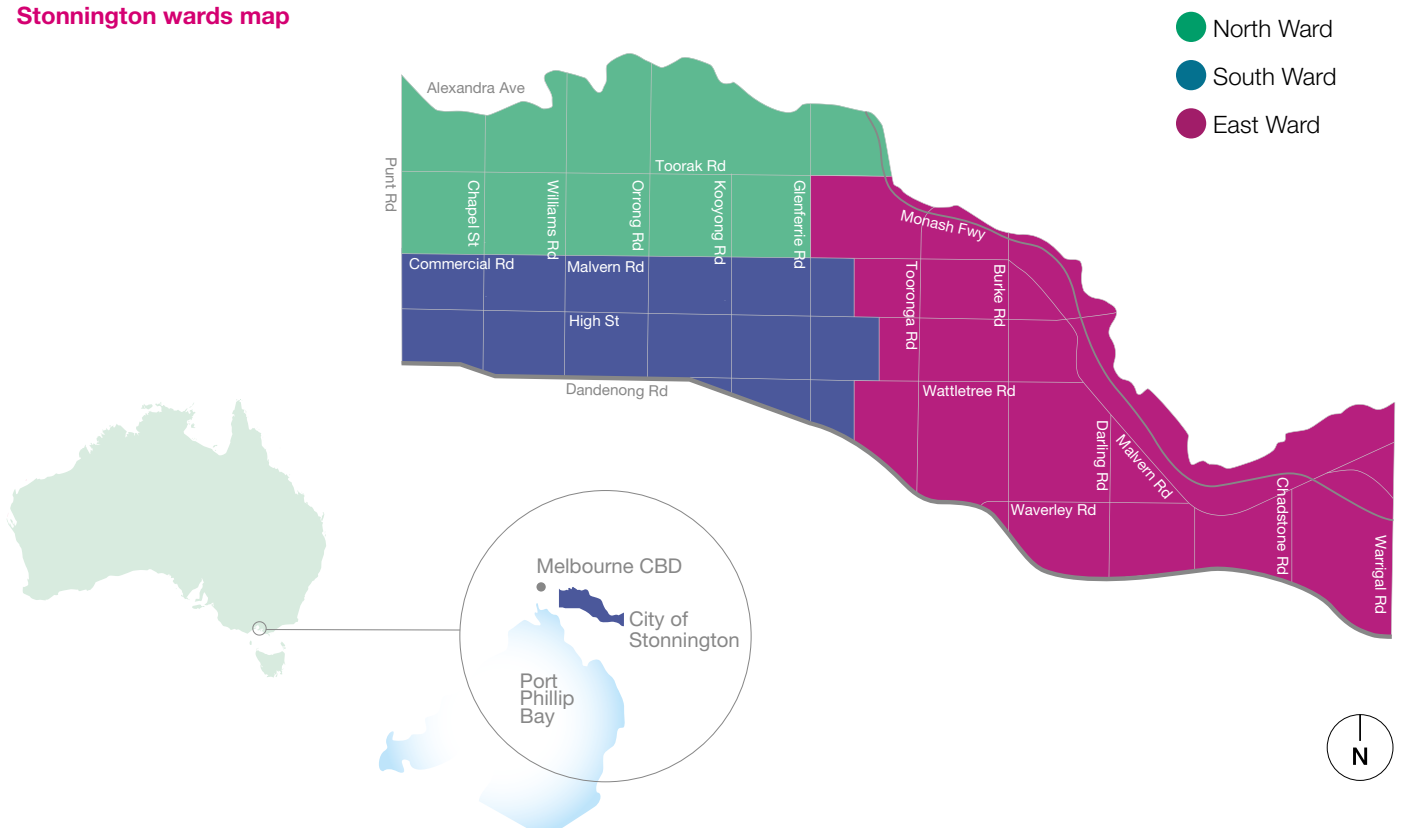 Stonnington wards map
North Ward
South Ward
East Ward
Alexandra Ave
Punt Rd
Toorak Rd
Chapel St
Williams Rd
Orrong Rd
Kooyong Rd
Glenferrie Rd
Monash Fwy
Commercial Rd
Malvern Rd
Tooronga Rd
Burke Rd
High St
Dandenong Rd
Wattletree Rd
Darling Rd
Malvern Rd
Waverley Rd
Chadstone Rd
Warrigal Rd
Melbourne CBD
City of
Stonnington
Port
Phillip
Bay
N